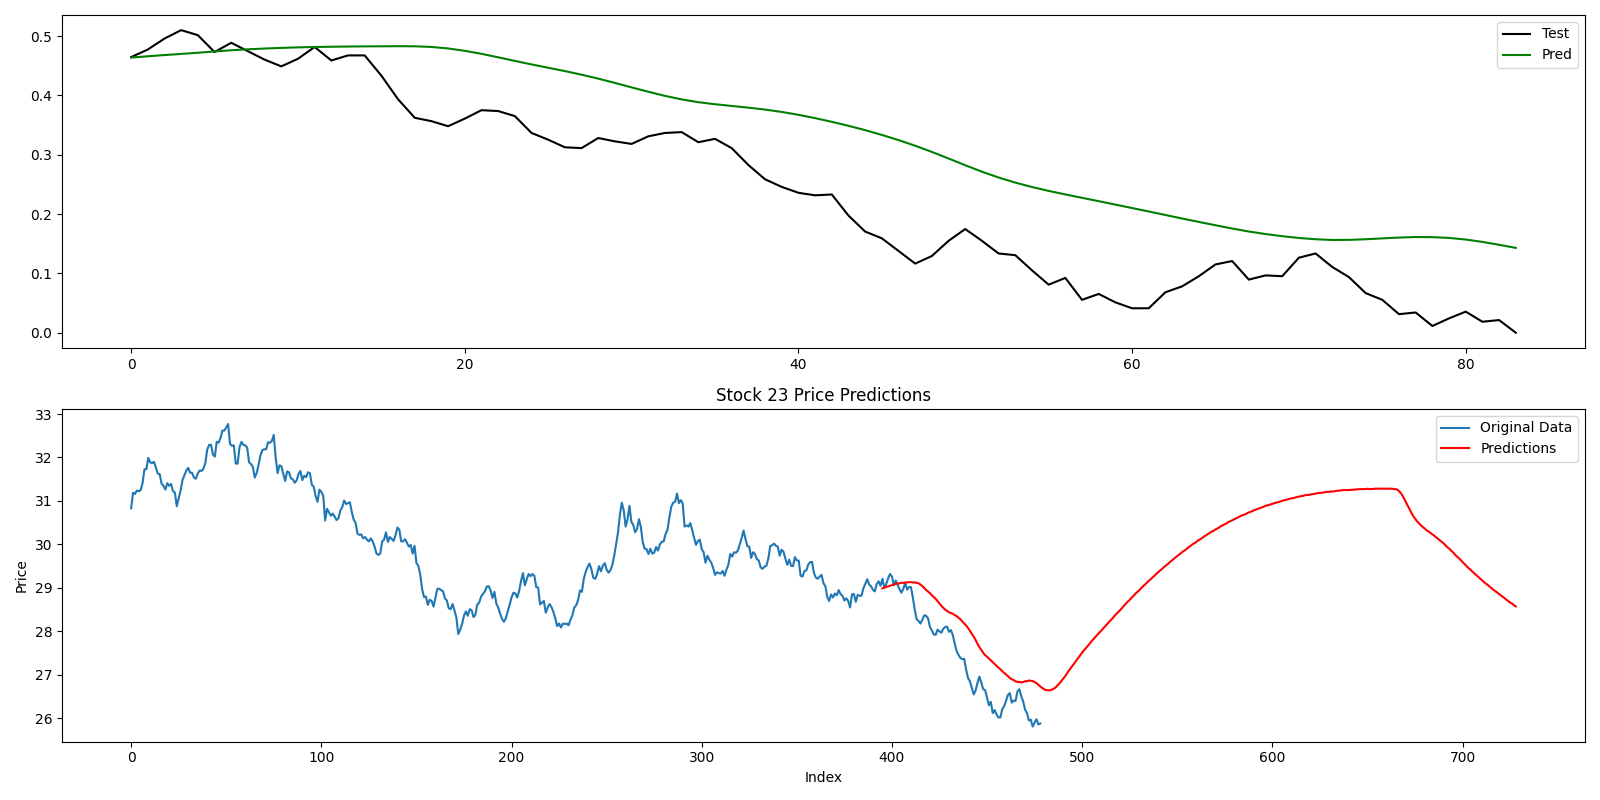 0.5
0.4
0.3
0.2
0.1
0.0
Test
Pred
0 20 40 60 80
Stock 23 Price Predictions
33
32
31
30
29
28
27
26
Price
Original Data
Predictions
0 100 200 300 400 500 600 700
Index